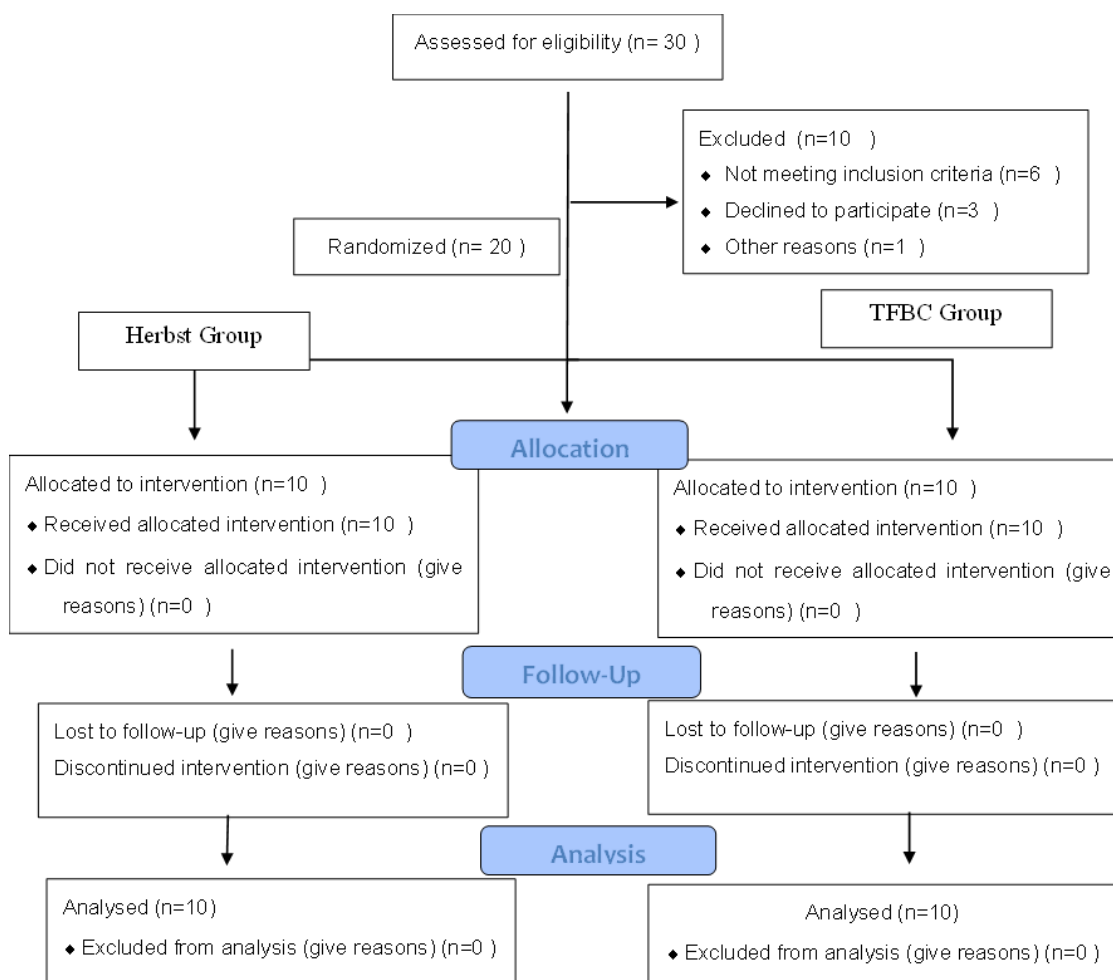 Assessed for eligibility (n= 30 )
Excluded (n=10 )
◆ Not meeting inclusion criteria (n=6 )
◆ Declined to participate (n=3 )
◆ Other reasons (n=1 )
Randomized (n= 20 )
Herbst Group
TFBC Group
Allocation
Allocated to intervention (n=10 )
◆ Received allocated intervention (n=10 )
◆ Did not receive allocated intervention (give
reasons) (n=0 )
Allocated to intervention (n=10 )
◆ Received allocated intervention (n=10 )
◆ Did not receive allocated intervention (give
reasons) (n=0 )
Follow-Up
Lost to follow-up (give reasons) (n=0 )
Discontinued intervention (give reasons) (n=0 )
Lost to follow-up (give reasons) (n=0 )
Discontinued intervention (give reasons) (n=0 )
Analysis
Analysed (n=10)
◆ Excluded from analysis (give reasons) (n=0 )
Analysed (n=10)
◆ Excluded from analysis (give reasons) (n=0 )